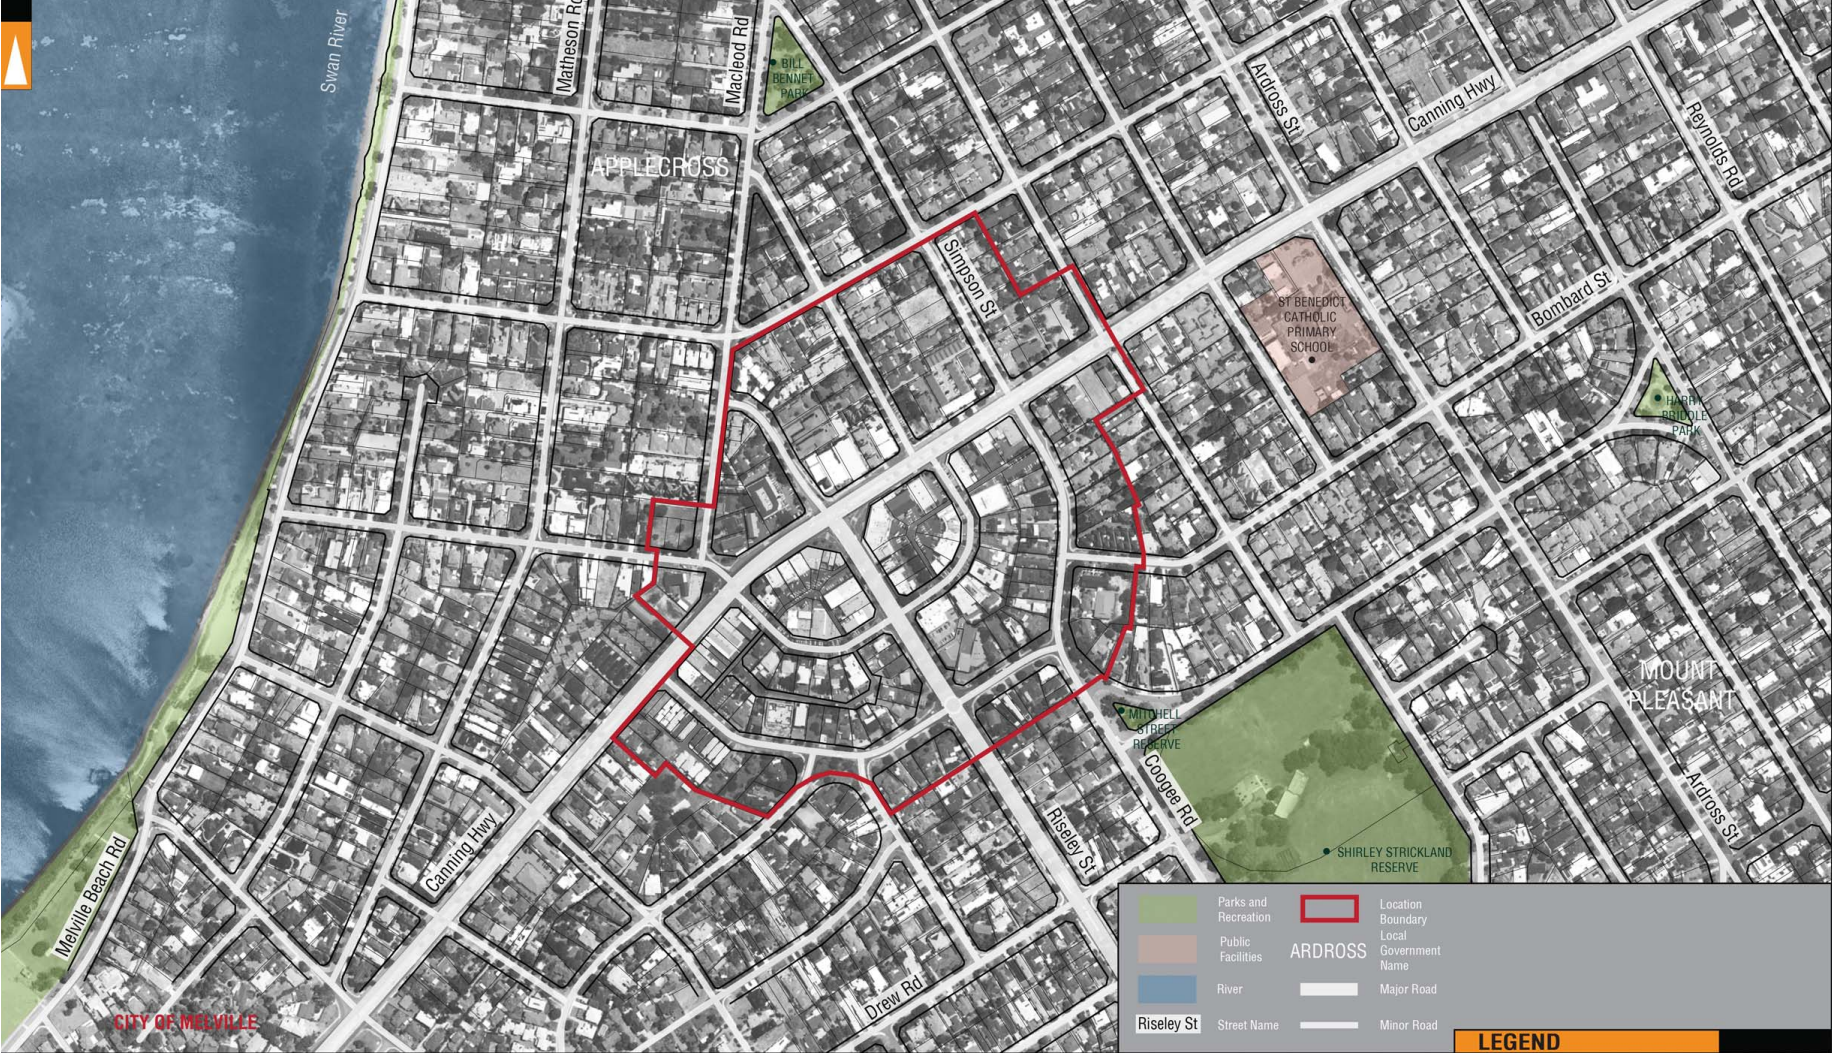 Swan River
Matheson Rd
Macleod Rd
BILL
BENNET
PARK
Ardross St
Canning Hwy
Reynolds Rd
APPLECROSS
Simpson St
ST BENEDICT
CATHOLIC
PRIMARY
SCHOOL
Bombard St
HARRY
BRIDDLE
PARK
MOUNT
PLEASANT
MITCHELL
STREET
RESERVE
Coogee Rd
Ardross St
Riseley St
SHIRLEY STRICKLAND
RESERVE
Canning Hwy
Melville Beach Rd
Drew Rd
CITY OF MELVILLE
Parks and
Recreation
Location
Boundary
Public
Facilities
ARDROSS
Local
Government
Name
River
Major Road
Riseley St
Street Name
Minor Road
LEGEND